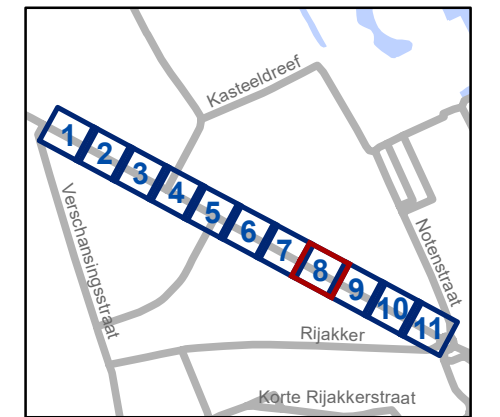 Kasteeldreef
1
2
3
4
5
6
7
8
9
10
11
Verschansingsstraat
Notenstraat
Rijakker
Korte Rijakkerstraat